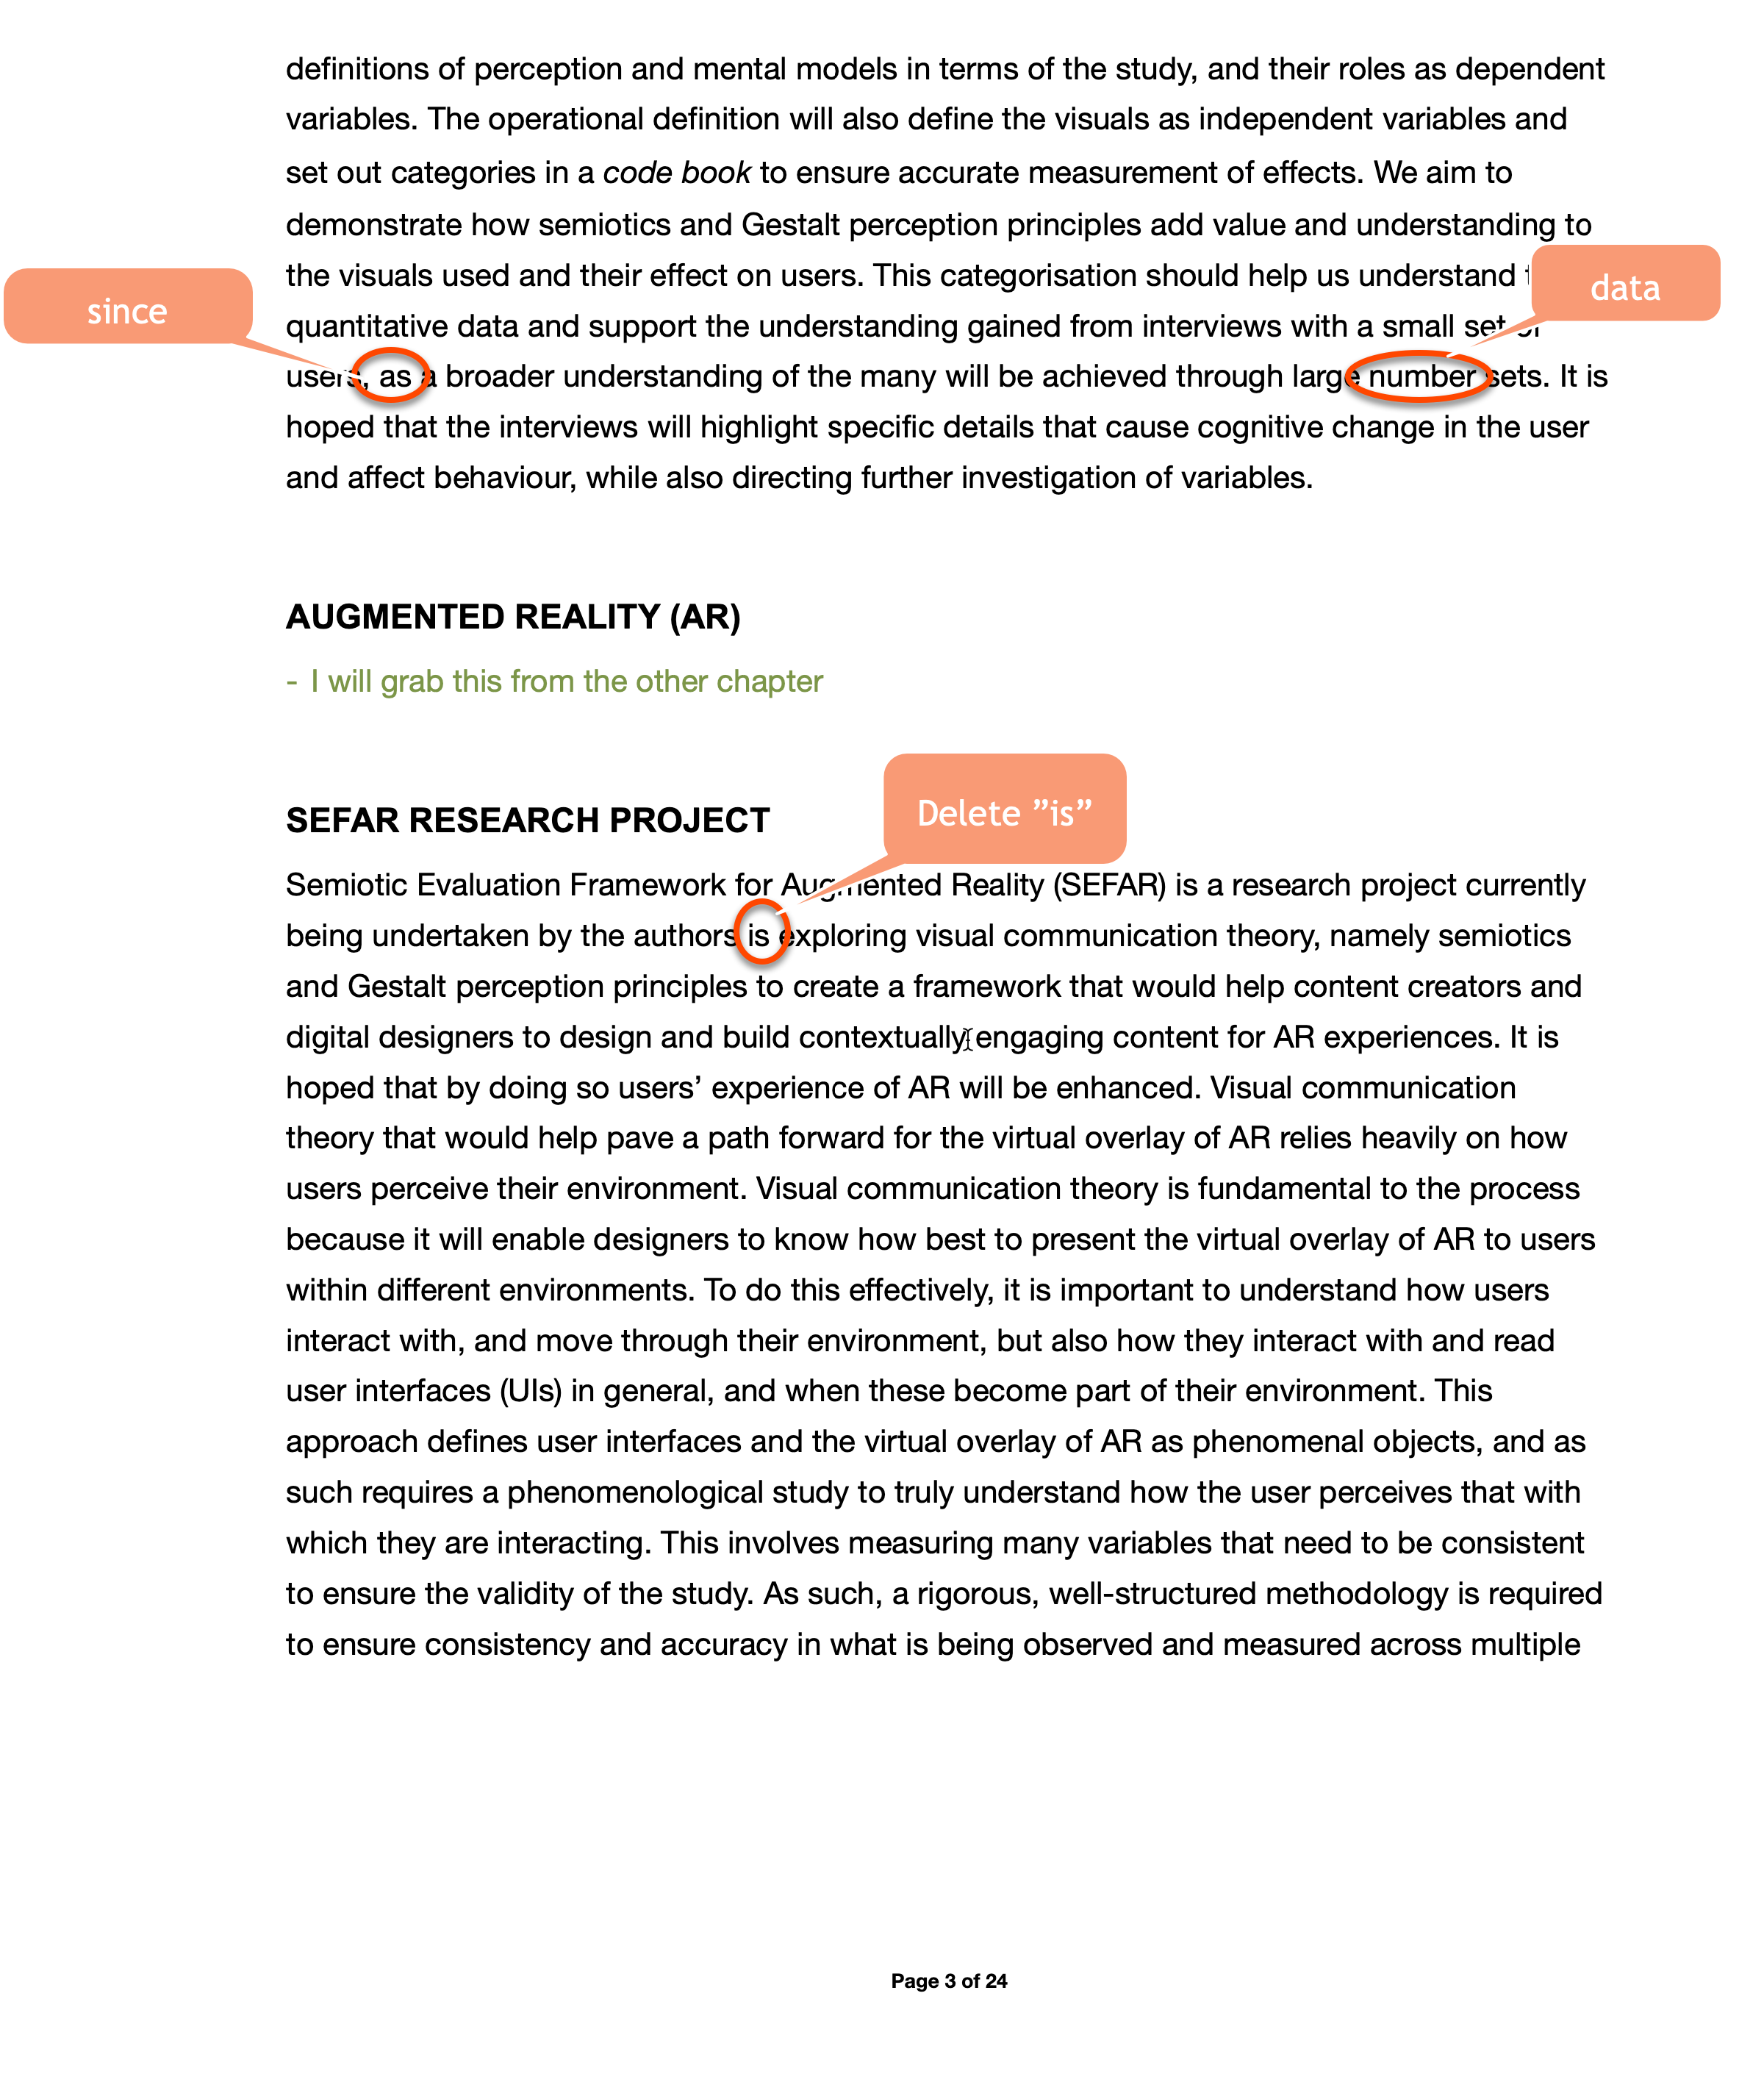 definitions of perception and mental models in terms of the study, and their roles as dependent
variables. The operational definition will also define the visuals as independent variables and
set out categories in a code book to ensure accurate measurement of effects. We aim to
demonstrate how semiotics and Gestalt perception principles add value and understanding to
the visuals used and their effect on users. This categorisation should help us understand
data
since
quantitative data and support the understanding gained from interviews with a small set of
users, as a broader understanding of the many will be achieved through large number sets. It is
hoped that the interviews will highlight specific details that cause cognitive change in the user
and affect behaviour, while also directing further investigation of variables.
AUGMENTED REALITY (AR)
- I will grab this from the other chapter
Delete ”is”
SEFAR RESEARCH PROJECT
Semiotic Evaluation Framework for Augmented Reality (SEFAR) is a research project currently
being undertaken by the authors is exploring visual communication theory, namely semiotics
and Gestalt perception principles to create a framework that would help content creators and
digital designers to design and build contextually engaging content for AR experiences. It is
hoped that by doing so users’ experience of AR will be enhanced. Visual communication
theory that would help pave a path forward for the virtual overlay of AR relies heavily on how
users perceive their environment. Visual communication theory is fundamental to the process
because it will enable designers to know how best to present the virtual overlay of AR to users
within different environments. To do this effectively, it is important to understand how users
interact with, and move through their environment, but also how they interact with and read
user interfaces (UIs) in general, and when these become part of their environment. This
approach defines user interfaces and the virtual overlay of AR as phenomenal objects, and as
such requires a phenomenological study to truly understand how the user perceives that with
which they are interacting. This involves measuring many variables that need to be consistent
to ensure the validity of the study. As such, a rigorous, well-structured methodology is required
to ensure consistency and accuracy in what is being observed and measured across multiple
Page 3 of 24